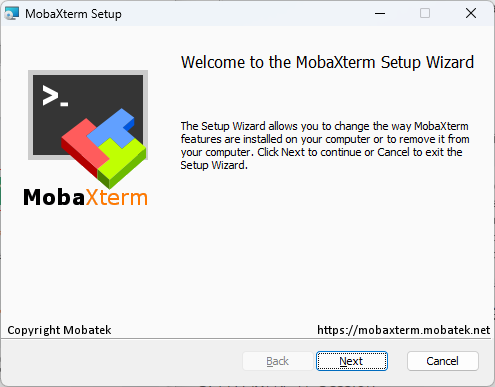 MobaXterm Setup
Welcome to the MobaXterm Setup Wizard
The Setup Wizard allows you to change the way MobaXterm
features are installed on your computer or to remove it from
your computer. Click Next to continue or Cancel to exit the
Setup Wizard.
MobaXterm
Copyright Mobatek
https://mobaxterm.mobatek.net
Back
Next
Cancel